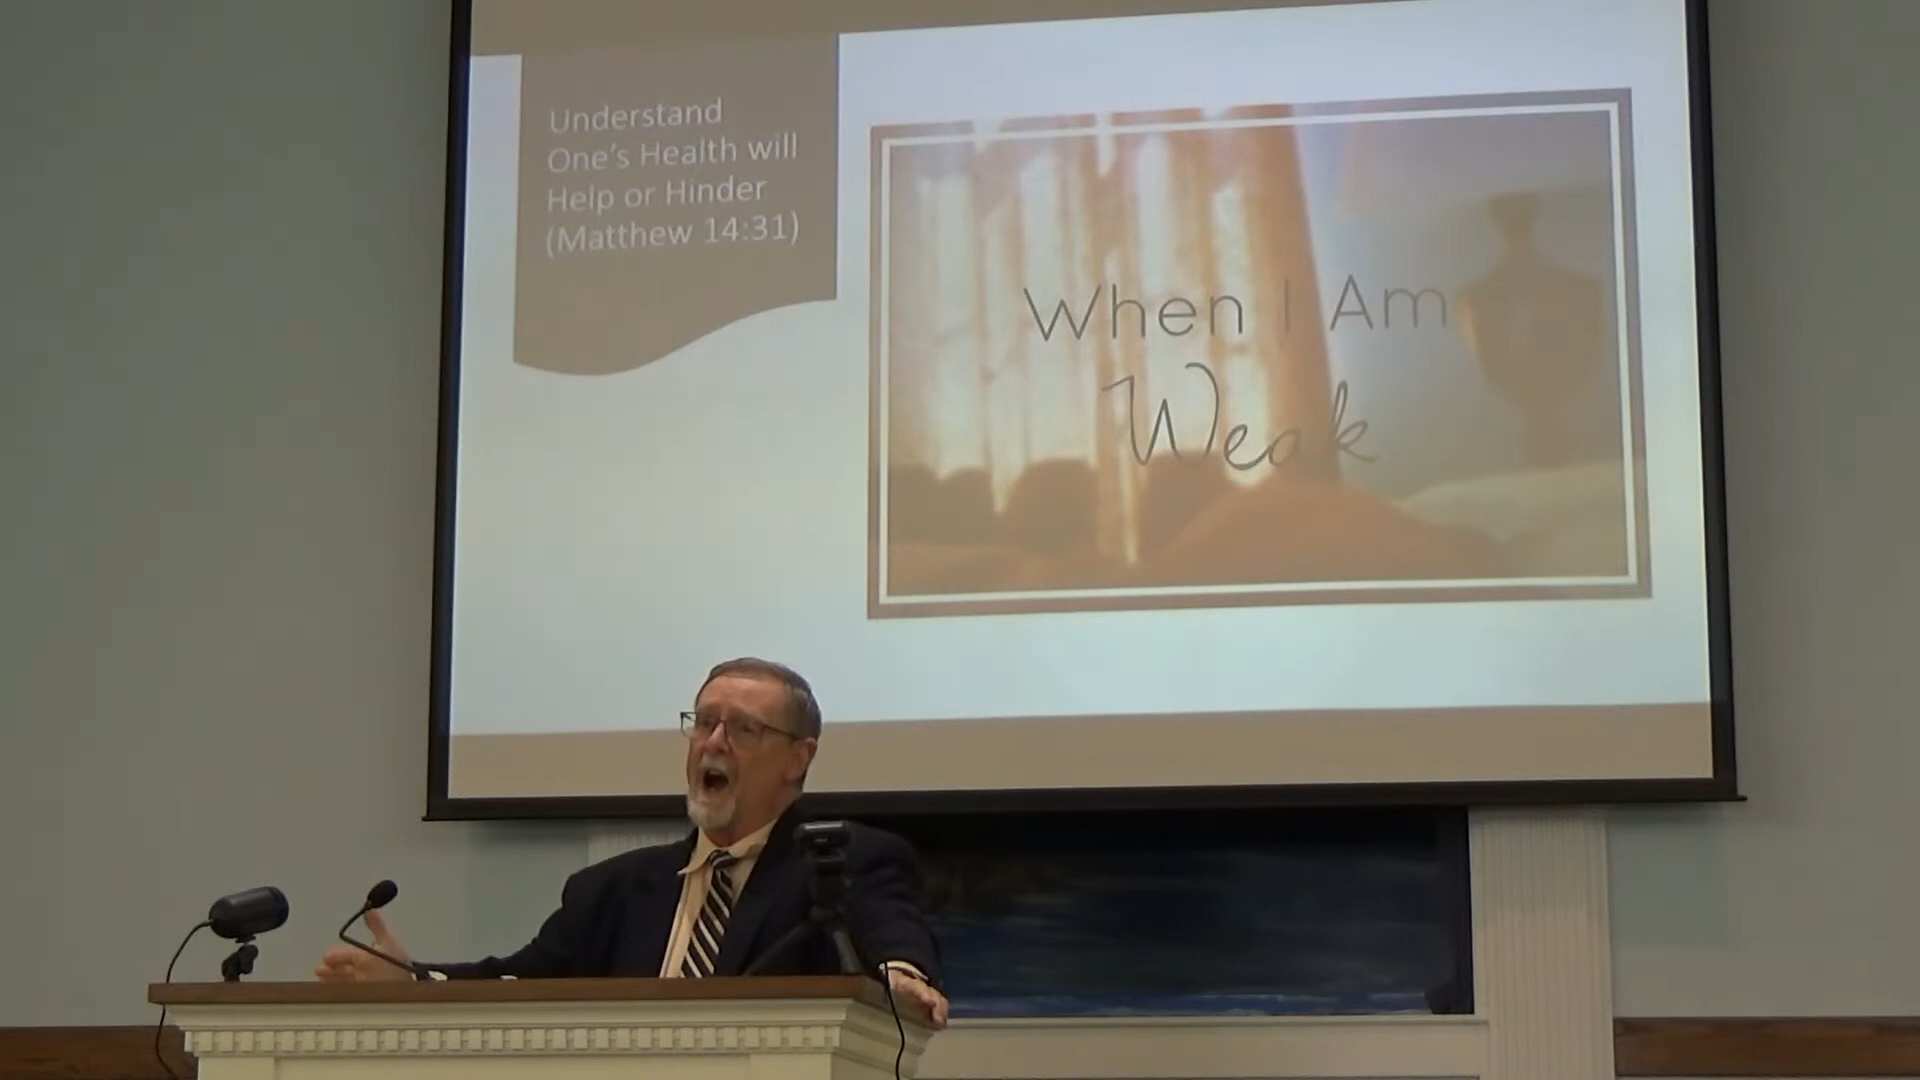 Understand
One's Health will
Help or Hinder
(Matthew 14:31)
When I Am
Weak